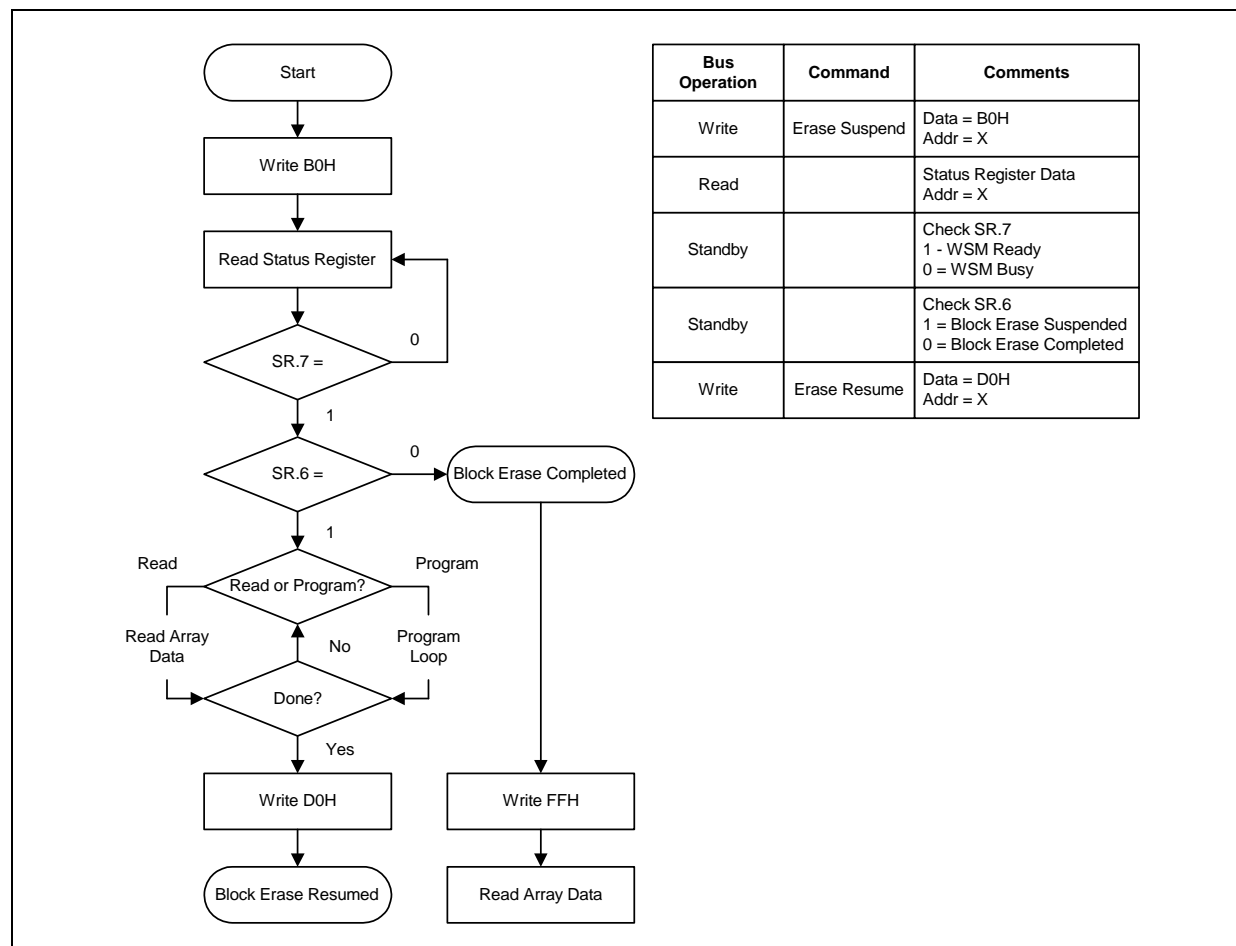 Start
Write B0H
Read Status Register
SR.7 =
0
1
SR.6 =
0
Block Erase Completed
1
Read
Read or Program?
Program
Read Array
Data
No
Program
Loop
Done?
Yes
Write D0H
Write FFH
Block Erase Resumed
Read Array Data
Bus
Operation
Command
Comments
Write
Erase Suspend
Data = B0H
Addr = X
Read
Status Register Data
Addr = X
Standby
Check SR.7
1 - WSM Ready
0 = WSM Busy
Standby
Check SR.6
1 = Block Erase Suspended
0 = Block Erase Completed
Write
Erase Resume
Data = D0H
Addr = X